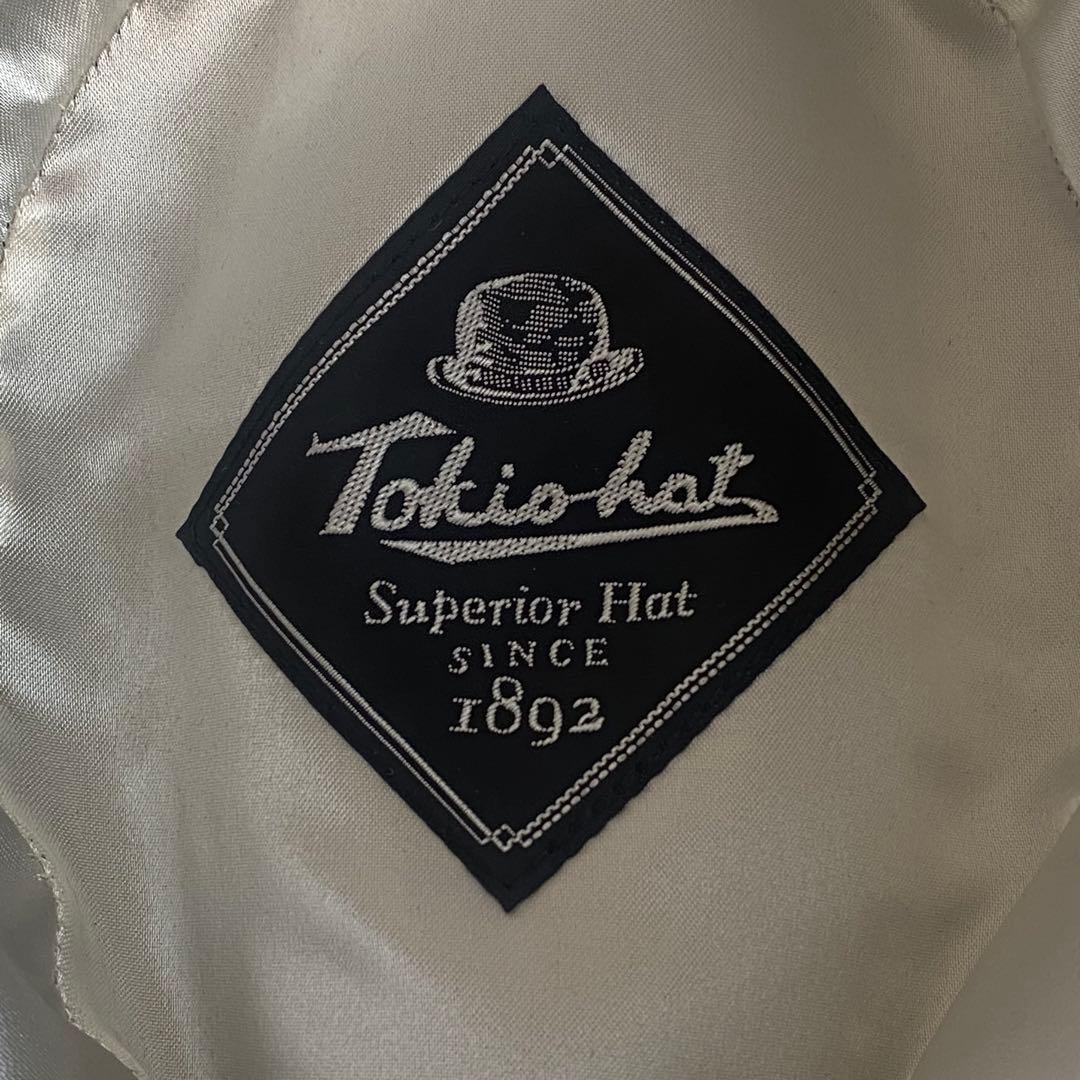 Tokio hat
Superior Hat
SINCE
1892